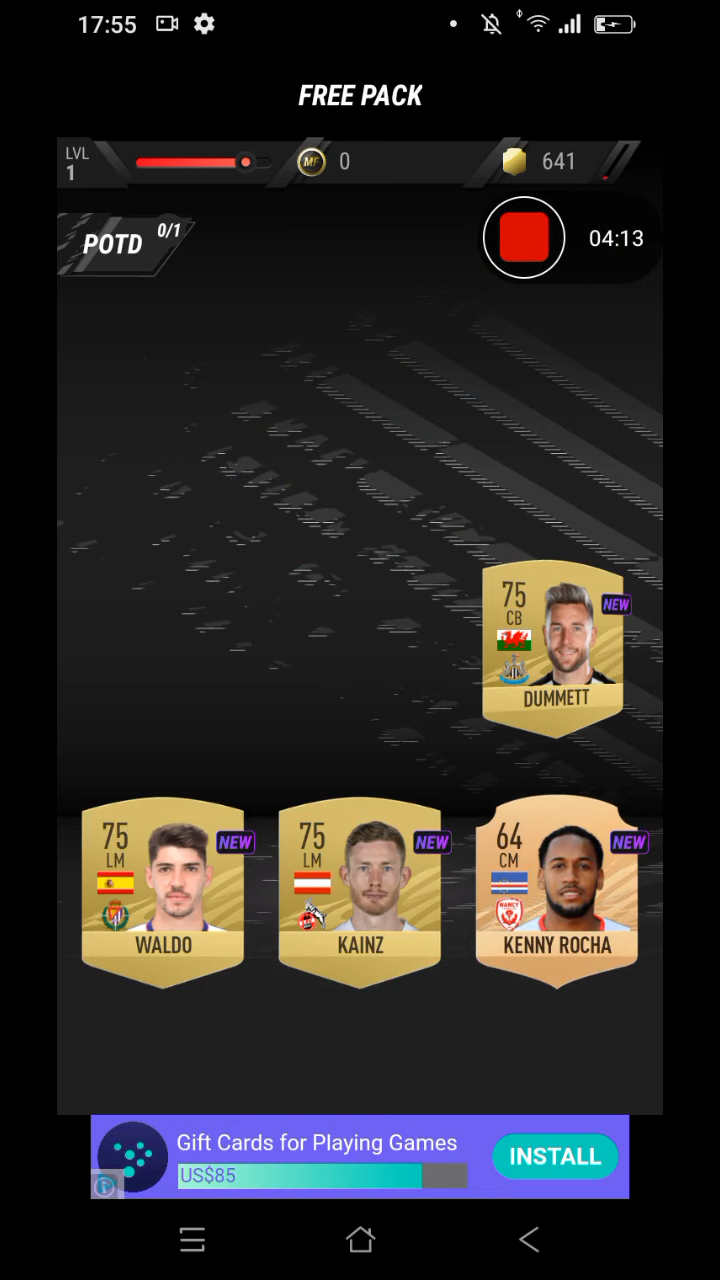 17:55
FREE PACK
LVL
1
MF
0
641
POTD 0/1
04:13
75
CB
NEW
DUMMETT
75
LM
NEW
WALDO
75
LM
NEW
KAINZ
64
CM
NEW
NANCY
KENNY ROCHA
Gift Cards for Playing Games
US$85
INSTALL